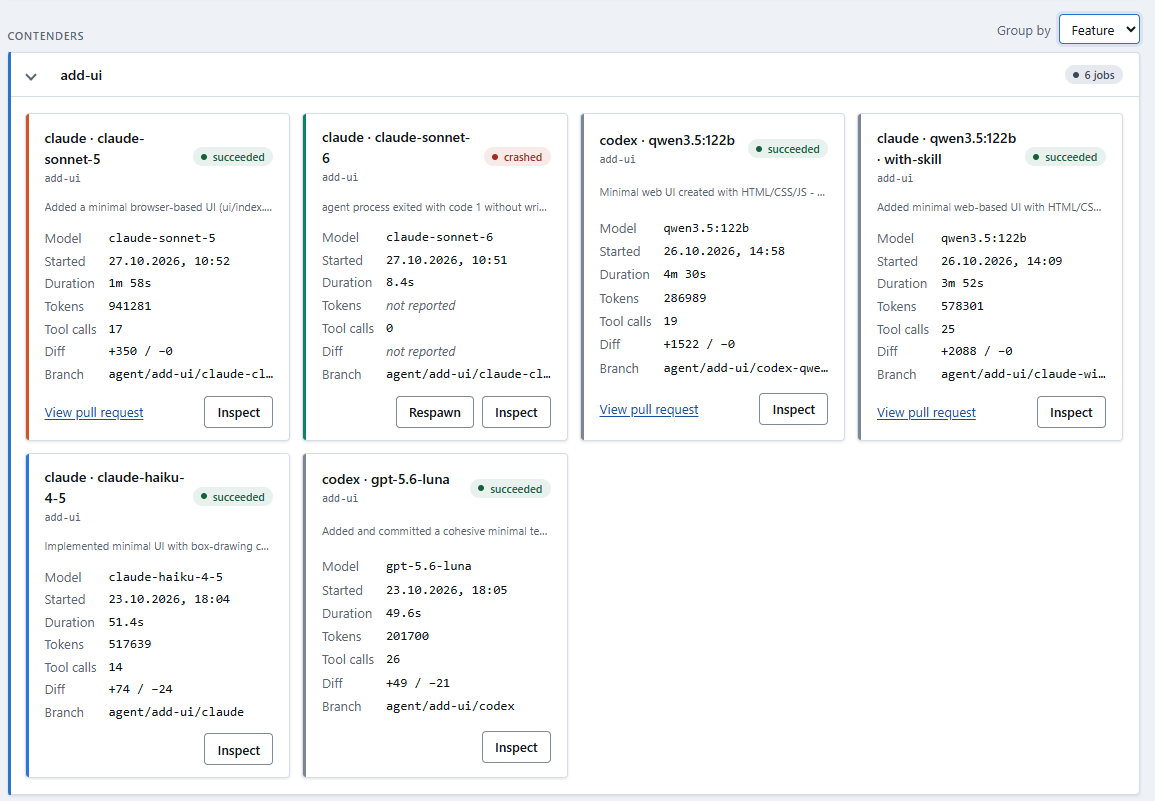 CONTENDERS
Group by Feature
add-ui
6 jobs
claude · claude-
sonnet-5
succeeded
add-ui
Added a minimal browser-based UI (ui/index....
Model claude-sonnet-5
Started 27.10.2026, 10:52
Duration 1m 58s
Tokens 941281
Tool calls 17
Diff +350 / −0
Branch agent/add-ui/claude-cl…
View pull request
Inspect
claude · claude-sonnet-
6
crashed
add-ui
agent process exited with code 1 without wri...
Model claude-sonnet-6
Started 27.10.2026, 10:51
Duration 8.4s
Tokens not reported
Tool calls 0
Diff not reported
Branch agent/add-ui/claude-cl…
Respawn
Inspect
codex · qwen3.5:122b
succeeded
add-ui
Minimal web UI created with HTML/CSS/JS - ...
Model qwen3.5:122b
Started 26.10.2026, 14:58
Duration 4m 30s
Tokens 286989
Tool calls 19
Diff +1522 / −0
Branch agent/add-ui/codex-qwe…
View pull request
Inspect
claude · qwen3.5:122b
· with-skill
succeeded
add-ui
Added minimal web-based UI with HTML/CS...
Model qwen3.5:122b
Started 26.10.2026, 14:09
Duration 3m 52s
Tokens 578301
Tool calls 25
Diff +2088 / −0
Branch agent/add-ui/claude-wi…
View pull request
Inspect
claude · claude-haiku-
4-5
succeeded
add-ui
Implemented minimal UI with box-drawing c...
Model claude-haiku-4-5
Started 23.10.2026, 18:04
Duration 51.4s
Tokens 517639
Tool calls 14
Diff +74 / −24
Branch agent/add-ui/claude
Inspect
codex · gpt-5.6-luna
succeeded
add-ui
Added and committed a cohesive minimal te...
Model gpt-5.6-luna
Started 23.10.2026, 18:05
Duration 49.6s
Tokens 201700
Tool calls 26
Diff +49 / −21
Branch agent/add-ui/codex
Inspect